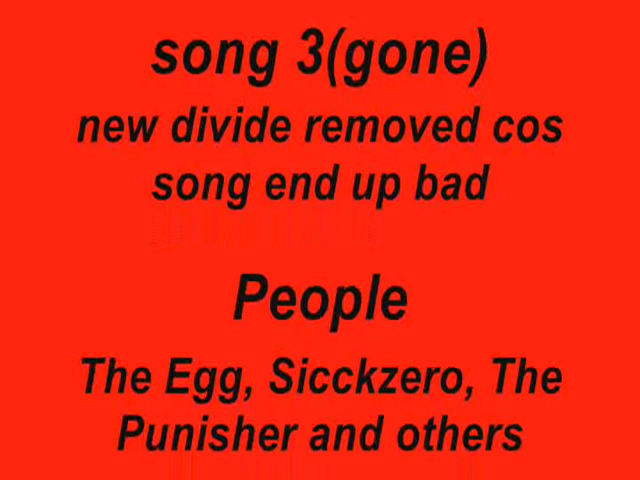 song 3(gone)
new divide removed cos
song end up bad
People
The Egg, Sicckzero, The
Punisher and others